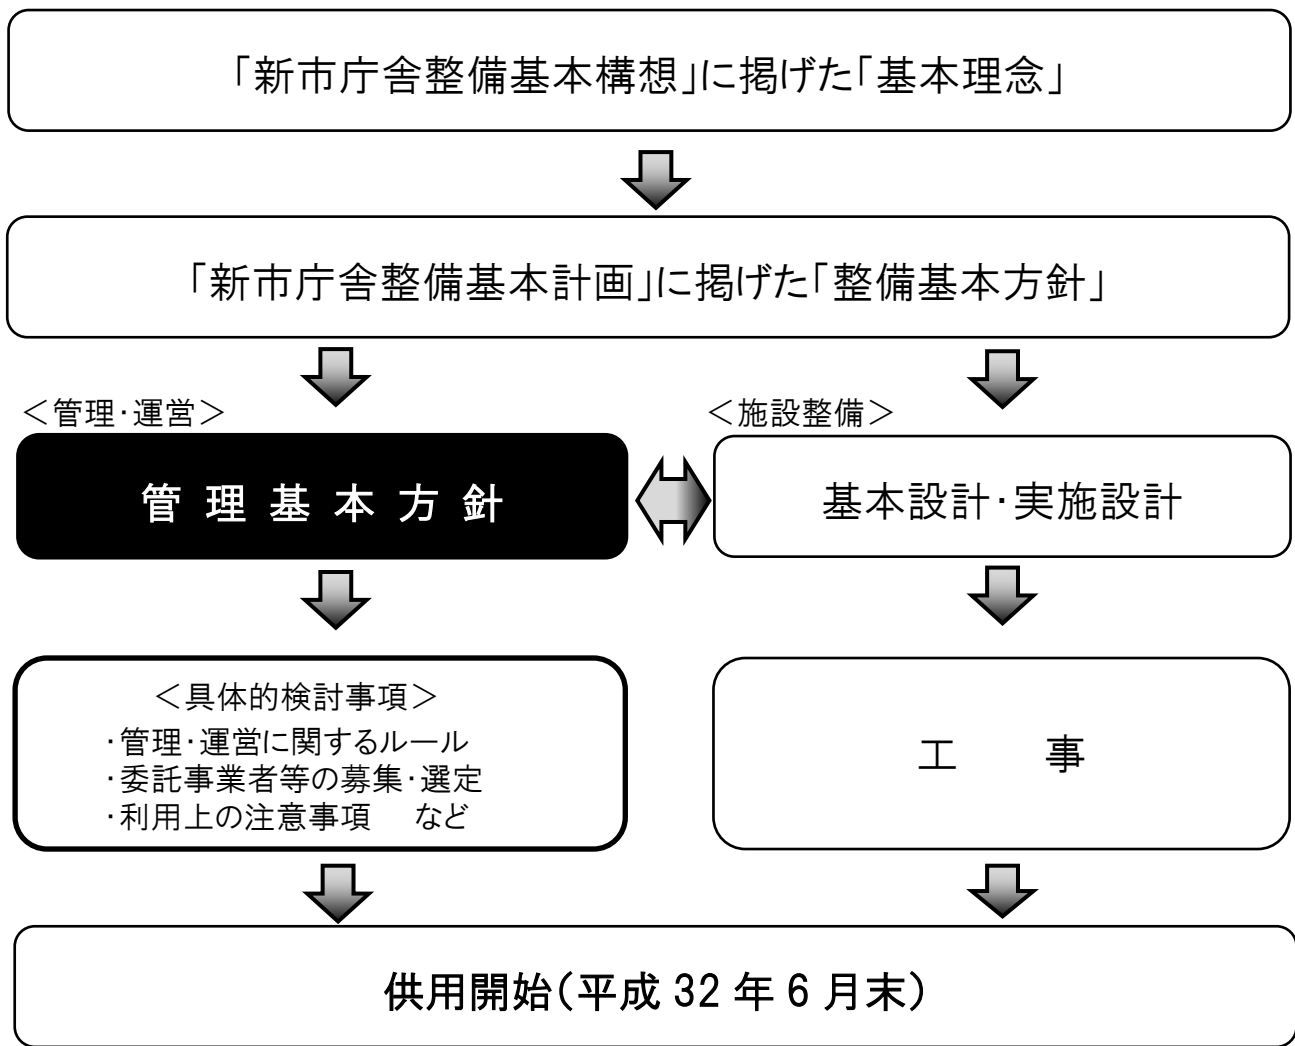 「新市庁舎整備基本構想」に掲げた「基本理念」
「新市庁舎整備基本計画」に掲げた「整備基本方針」
＜管理・運営＞
管理基本方針
＜施設整備＞
基本設計・実施設計
＜具体的検討事項＞
・管理・運営に関するルール
・委託事業者等の募集・選定
・利用上の注意事項　など
工　事
供用開始（平成 32 年 6 月末）